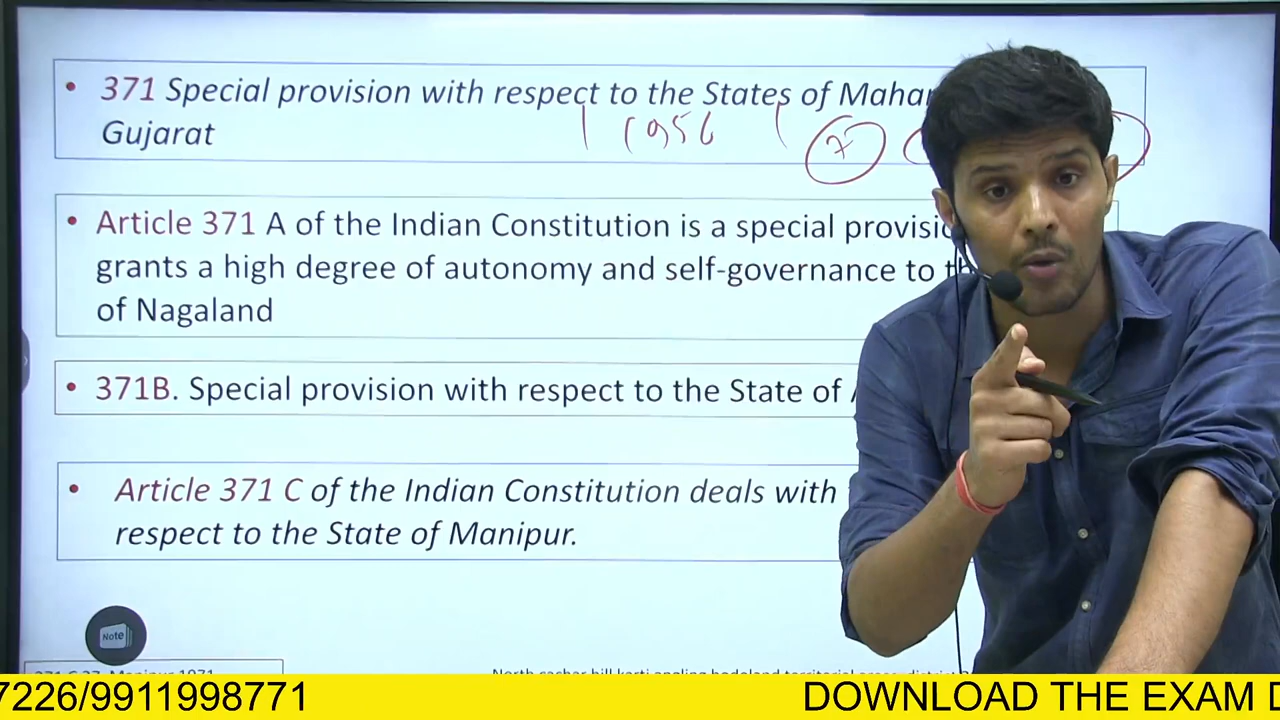 • 371 Special provision with respect to the States of
Gujarat
1956
• Article 371 A of the Indian Constitution is a special
grants a high degree of autonomy and self-governance to
of Nagaland
• 371B. Special provision with respect to the State of
• Article 371 C of the Indian Constitution deals with
respect to the State of Manipur.
Note
7226/9911998771
DOWNLOAD THE EXAM